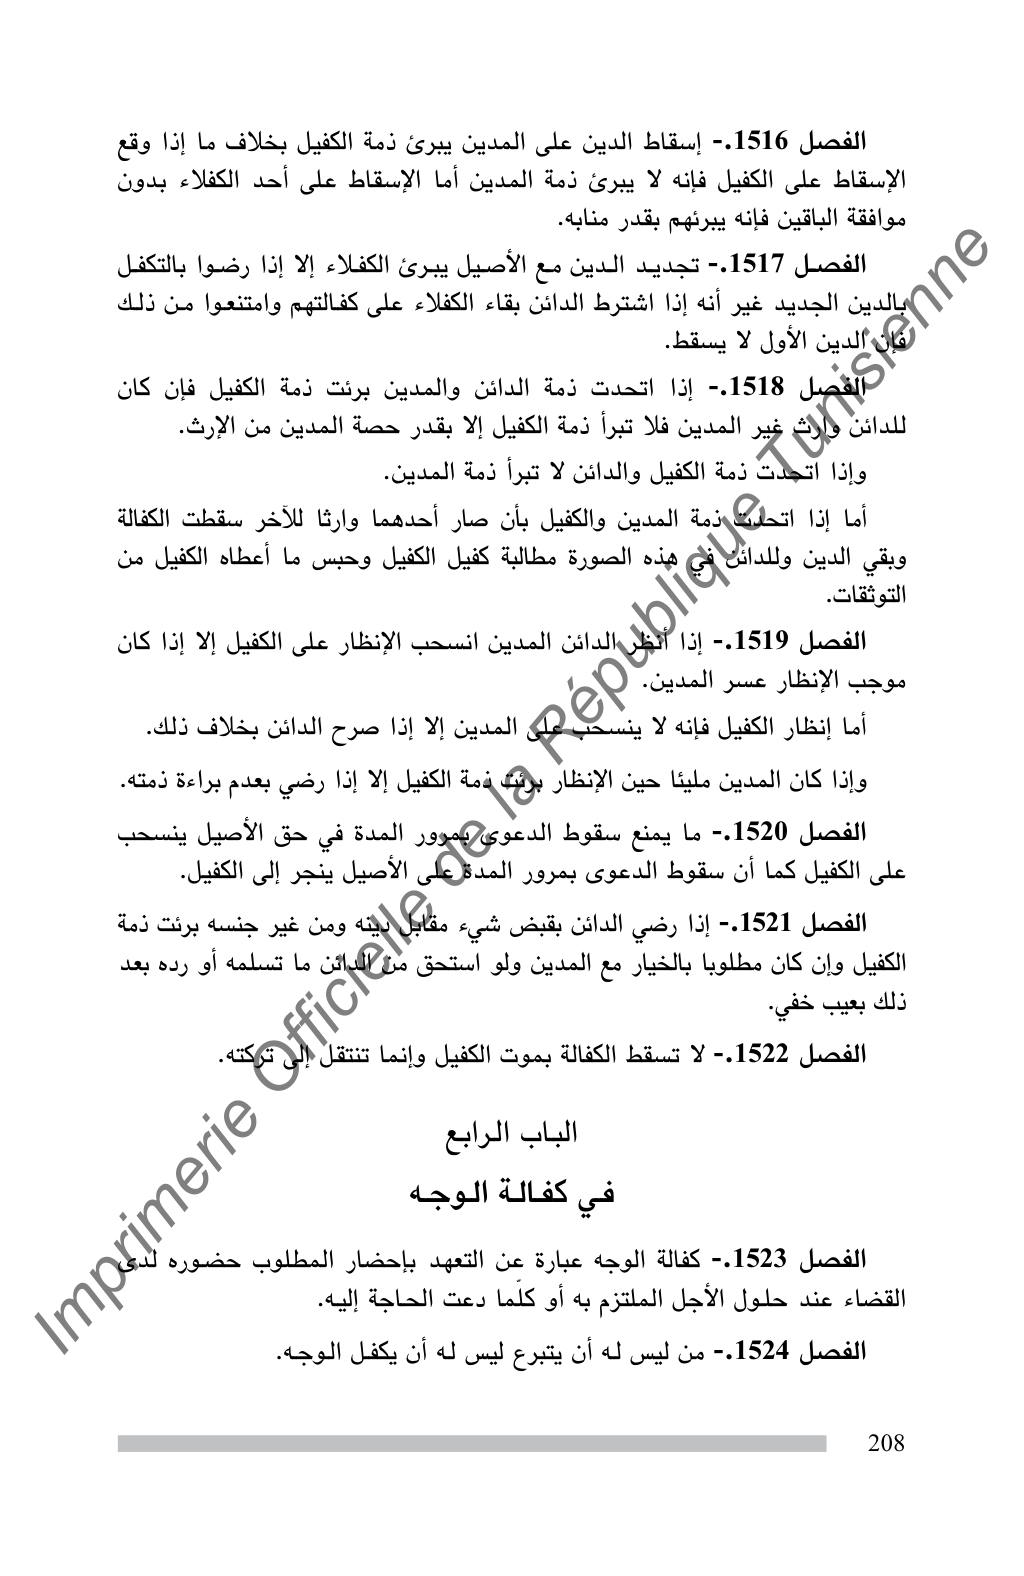 الفصل 1516.- إسقاط الدين على المدين يبرئ ذمة الكفيل بخلاف ما إذا وقع
الإسقاط على الكفيل فإنه لا يبرئ ذمة المدين أما الإسقاط على أحد الكفلاء بدون
موافقة الباقين فإنه يبرئهم بقدر منابه.
الفصل 1517.- تجديد الدين مع الأصيل يبرئ الكفلاء إلا إذا رضوا بالتكفل
بالدين الجديد غير أنه إذا اشترط الدائن بقاء الكفلاء على كفالتهم وامتنعوا من ذلك
فإن الدين الأول لا يسقط.
الفصل 1518.- إذا اتحدت ذمة الدائن والمدين برئت ذمة الكفيل فإن كان
للدائن وارث غير المدين فلا تبرأ ذمة الكفيل إلا بقدر حصة المدين من الإرث.
وإذا اتحدت ذمة الكفيل والدائن لا تبرأ ذمة المدين.
أما إذا اتحدت ذمة المدين والكفيل بأن صار أحدهما وارثا للآخر سقطت الكفالة
وبقي الدين وللدائن في هذه الصورة مطالبة كفيل الكفيل وحبس ما أعطاه الكفيل من
التوثقات.
الفصل 1519.- إذا أنظر الدائن المدين انسحب الإنظار على الكفيل إلا إذا كان
موجب الإنظار عسر المدين.
أما إنظار الكفيل فإنه لا ينسحب على المدين إلا إذا صرح الدائن بخلاف ذلك.
وإذا كان المدين مليئا حين الإنظار برئت ذمة الكفيل إلا إذا رضي بعدم براءة ذمته.
الفصل 1520.- ما يمنع سقوط الدعوى بمرور المدة في حق الأصيل ينسحب
على الكفيل كما أن سقوط الدعوى بمرور المدة على الأصيل ينجر إلى الكفيل.
الفصل 1521.- إذا رضي الدائن بقبض شيء مقابل دينه ومن غير جنسه برئت ذمة
الكفيل وإن كان مطلوبا بالخيار مع المدين ولو استحق من الدائن ما تسلمه أو رده بعد
ذلك بعيب خفي.
الفصل 1522.- لا تسقط الكفالة بموت الكفيل وإنما تنتقل إلى تركته.
الباب الرابع
في كفالة الوجه
الفصل 1523.- كفالة الوجه عبارة عن التعهد بإحضار المطلوب حضوره لدى
القضاء عند حلول الأجل الملتزم به أو كلّما دعت الحاجة إليه.
الفصل 1524.- من ليس له أن يتبرع ليس له أن يكفل الوجه.
208
Imprimerie Officielle de la République Tunisienne